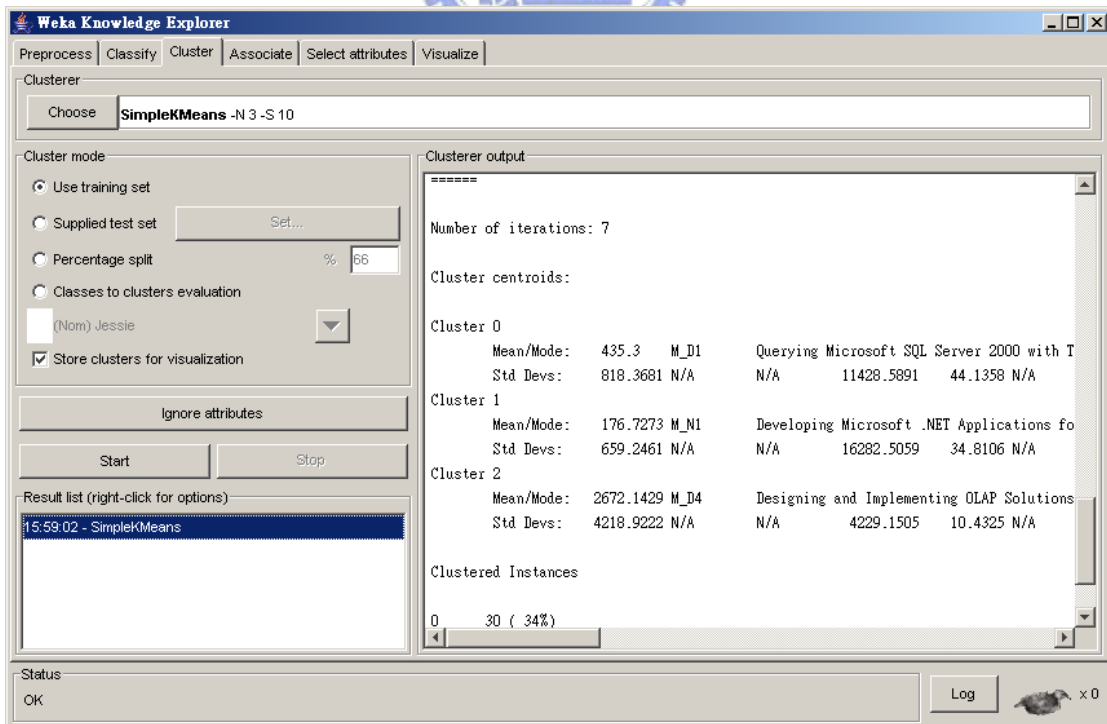 Weka Knowledge Explorer
Preprocess Classify Cluster Associate Select attributes Visualize
Clusterer
Choose SimpleKMeans -N 3 -S 10
Cluster mode
Use training set
Supplied test set Set...
Percentage split % 66
Classes to clusters evaluation
(Nom) Jessie
Store clusters for visualization
Ignore attributes
Start Stop
Result list (right-click for options)
15:59:02 - SimpleKMeans
Clusterer output
======
Number of iterations: 7
Cluster centroids:
Cluster 0
Mean/Mode: 435.3 M_D1 Querying Microsoft SQL Server 2000 with T
Std Devs: 818.3681 N/A N/A 11428.5891 44.1358 N/A
Cluster 1
Mean/Mode: 176.7273 M_N1 Developing Microsoft .NET Applications fo
Std Devs: 659.2461 N/A N/A 16282.5059 34.8106 N/A
Cluster 2
Mean/Mode: 2672.1429 M_D4 Designing and Implementing OLAP Solutions
Std Devs: 4218.9222 N/A N/A 4229.1505 10.4325 N/A
Clustered Instances
0 30 ( 34%)
Status
OK
Log x 0